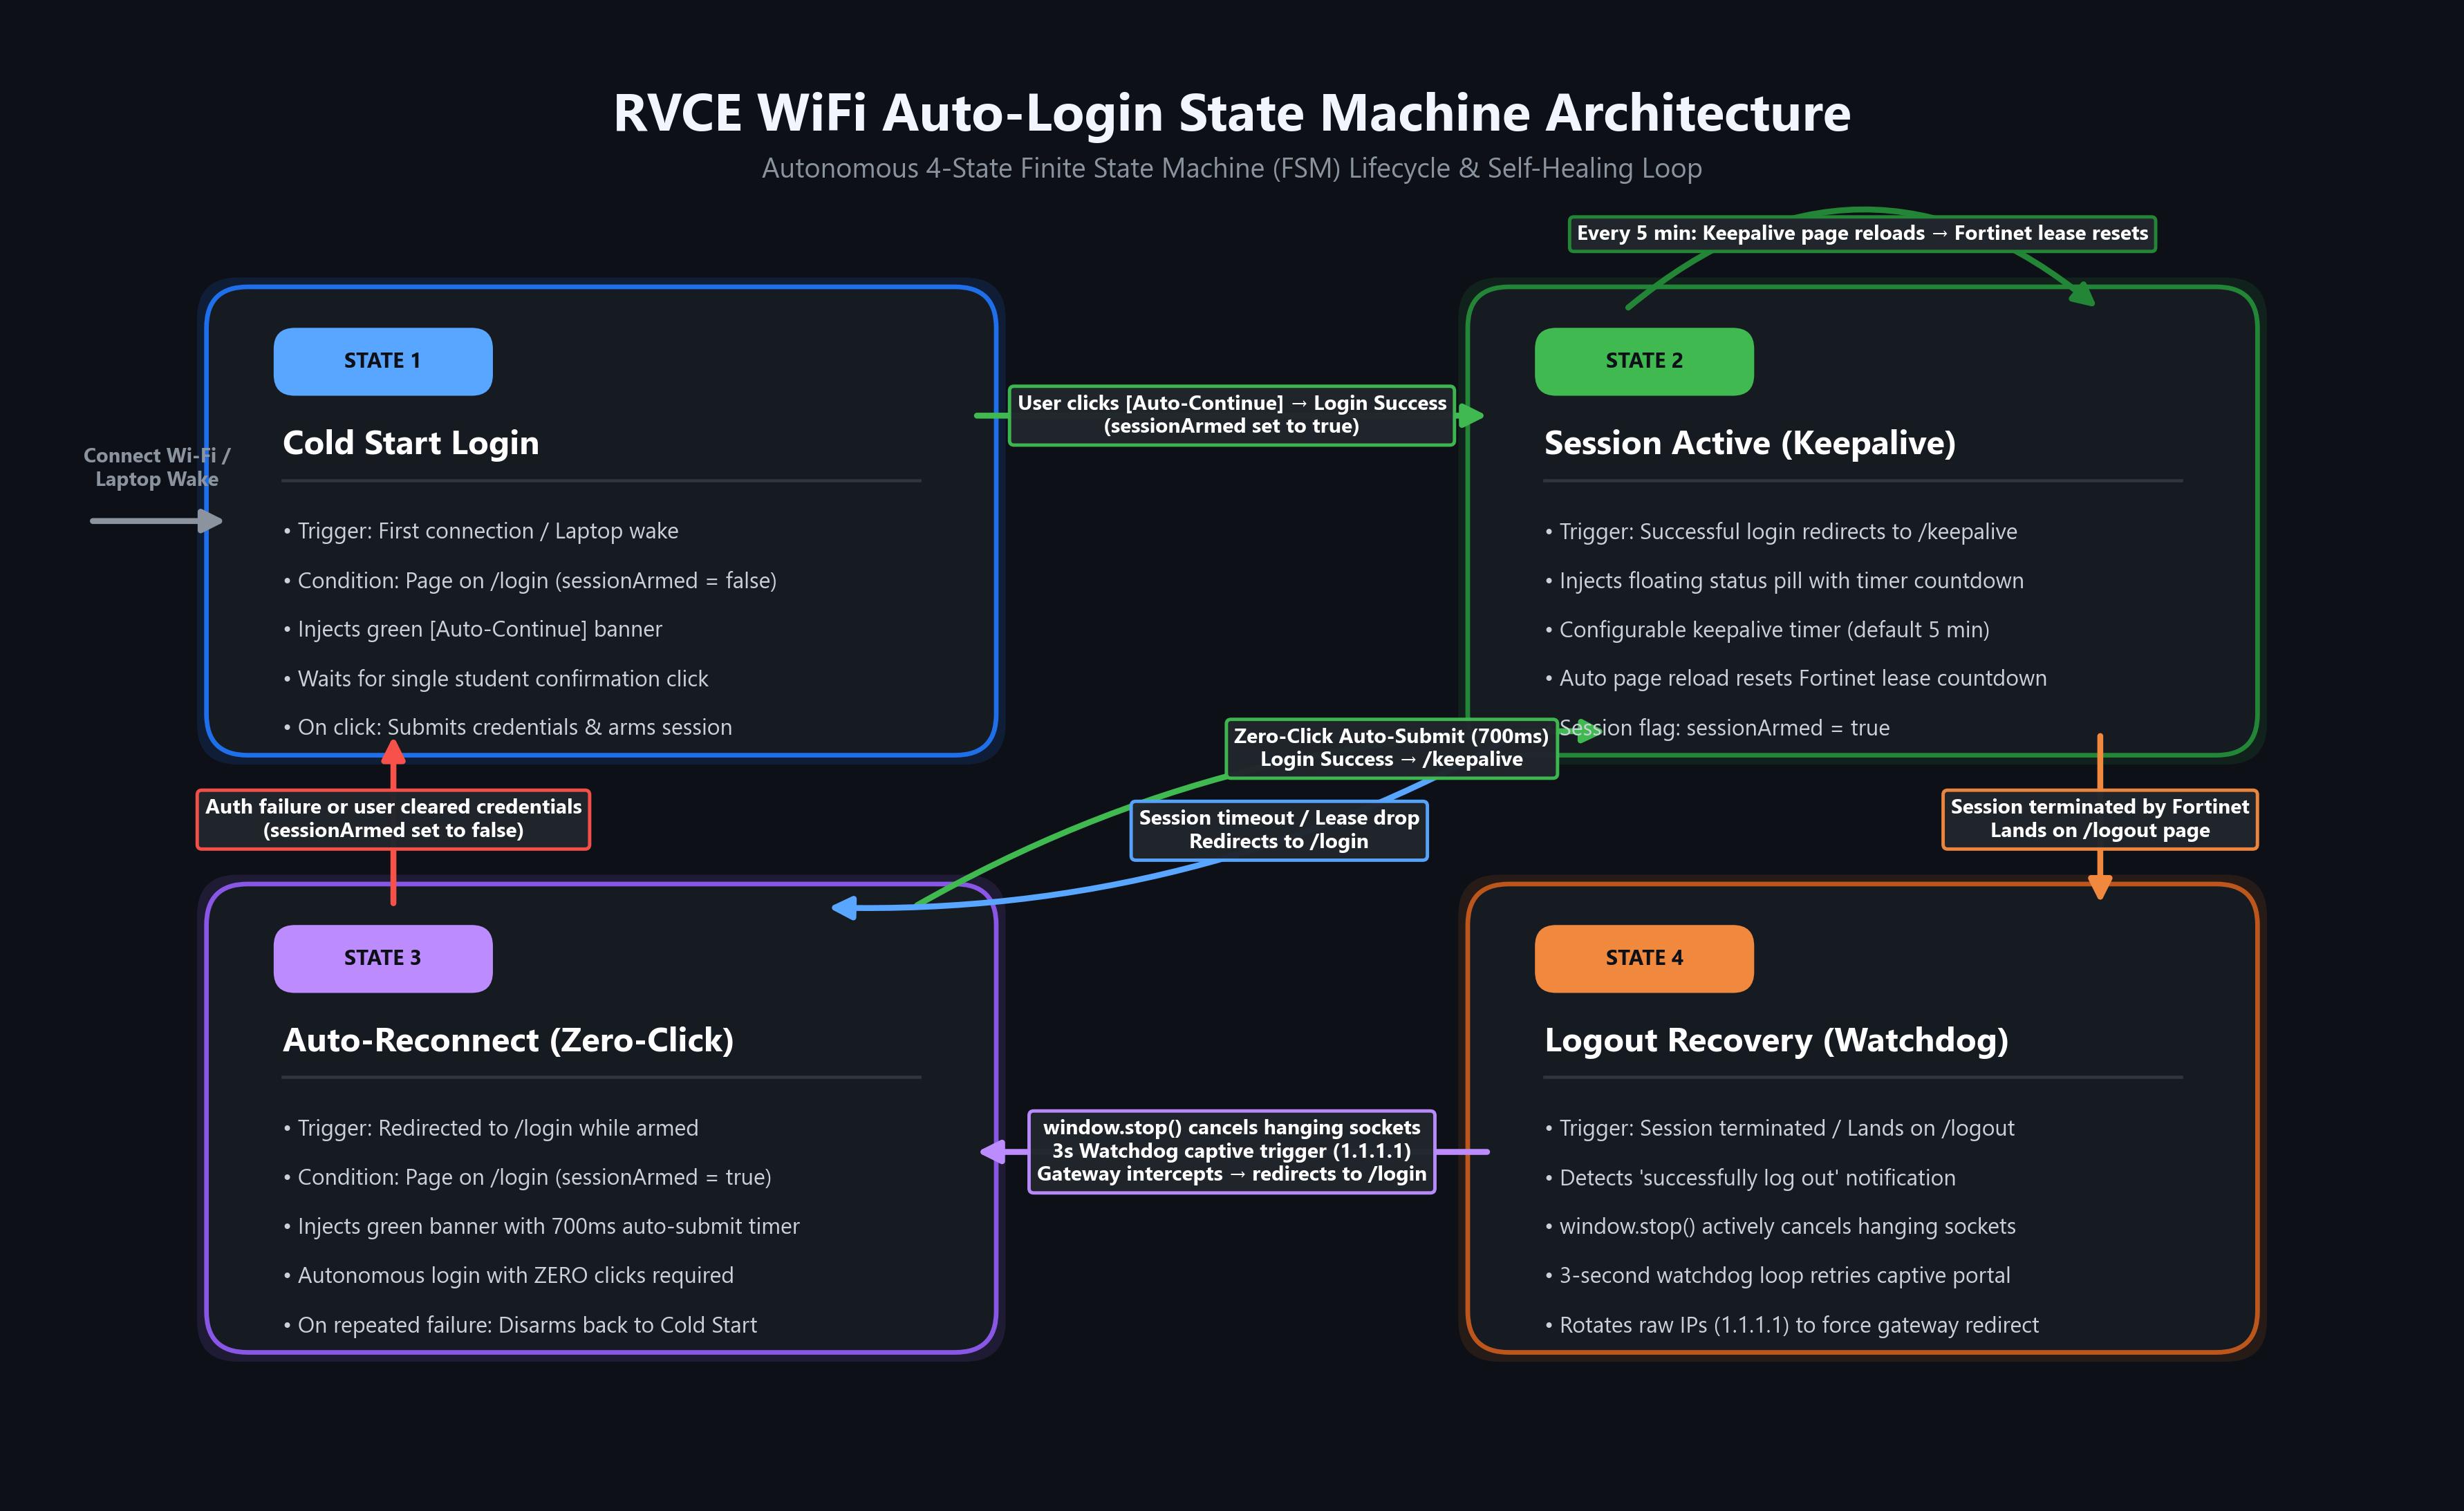 RVCE WiFi Auto-Login State Machine Architecture
Autonomous 4-State Finite State Machine (FSM) Lifecycle & Self-Healing Loop
Every 5 min: Keepalive page reloads → Fortinet lease resets
Connect Wi-Fi /
Laptop Wake
STATE 1
Cold Start Login
• Trigger: First connection / Laptop wake
• Condition: Page on /login (sessionArmed = false)
• Injects green [Auto-Continue] banner
• Waits for single student confirmation click
• On click: Submits credentials & arms session
User clicks [Auto-Continue] → Login Success
(sessionArmed set to true)
STATE 2
Session Active (Keepalive)
• Trigger: Successful login redirects to /keepalive
• Injects floating status pill with timer countdown
• Configurable keepalive timer (default 5 min)
• Auto page reload resets Fortinet lease countdown
Session flag: sessionArmed = true
Zero-Click Auto-Submit (700ms)
Login Success → /keepalive
Session timeout / Lease drop
Redirects to /login
Auth failure or user cleared credentials
(sessionArmed set to false)
Session terminated by Fortinet
Lands on /logout page
STATE 3
Auto-Reconnect (Zero-Click)
• Trigger: Redirected to /login while armed
• Condition: Page on /login (sessionArmed = true)
• Injects green banner with 700ms auto-submit timer
• Autonomous login with ZERO clicks required
• On repeated failure: Disarms back to Cold Start
window.stop() cancels hanging sockets
3s Watchdog captive trigger (1.1.1.1)
Gateway intercepts → redirects to /login
STATE 4
Logout Recovery (Watchdog)
• Trigger: Session terminated / Lands on /logout
• Detects 'successfully log out' notification
• window.stop() actively cancels hanging sockets
• 3-second watchdog loop retries captive portal
• Rotates raw IPs (1.1.1.1) to force gateway redirect